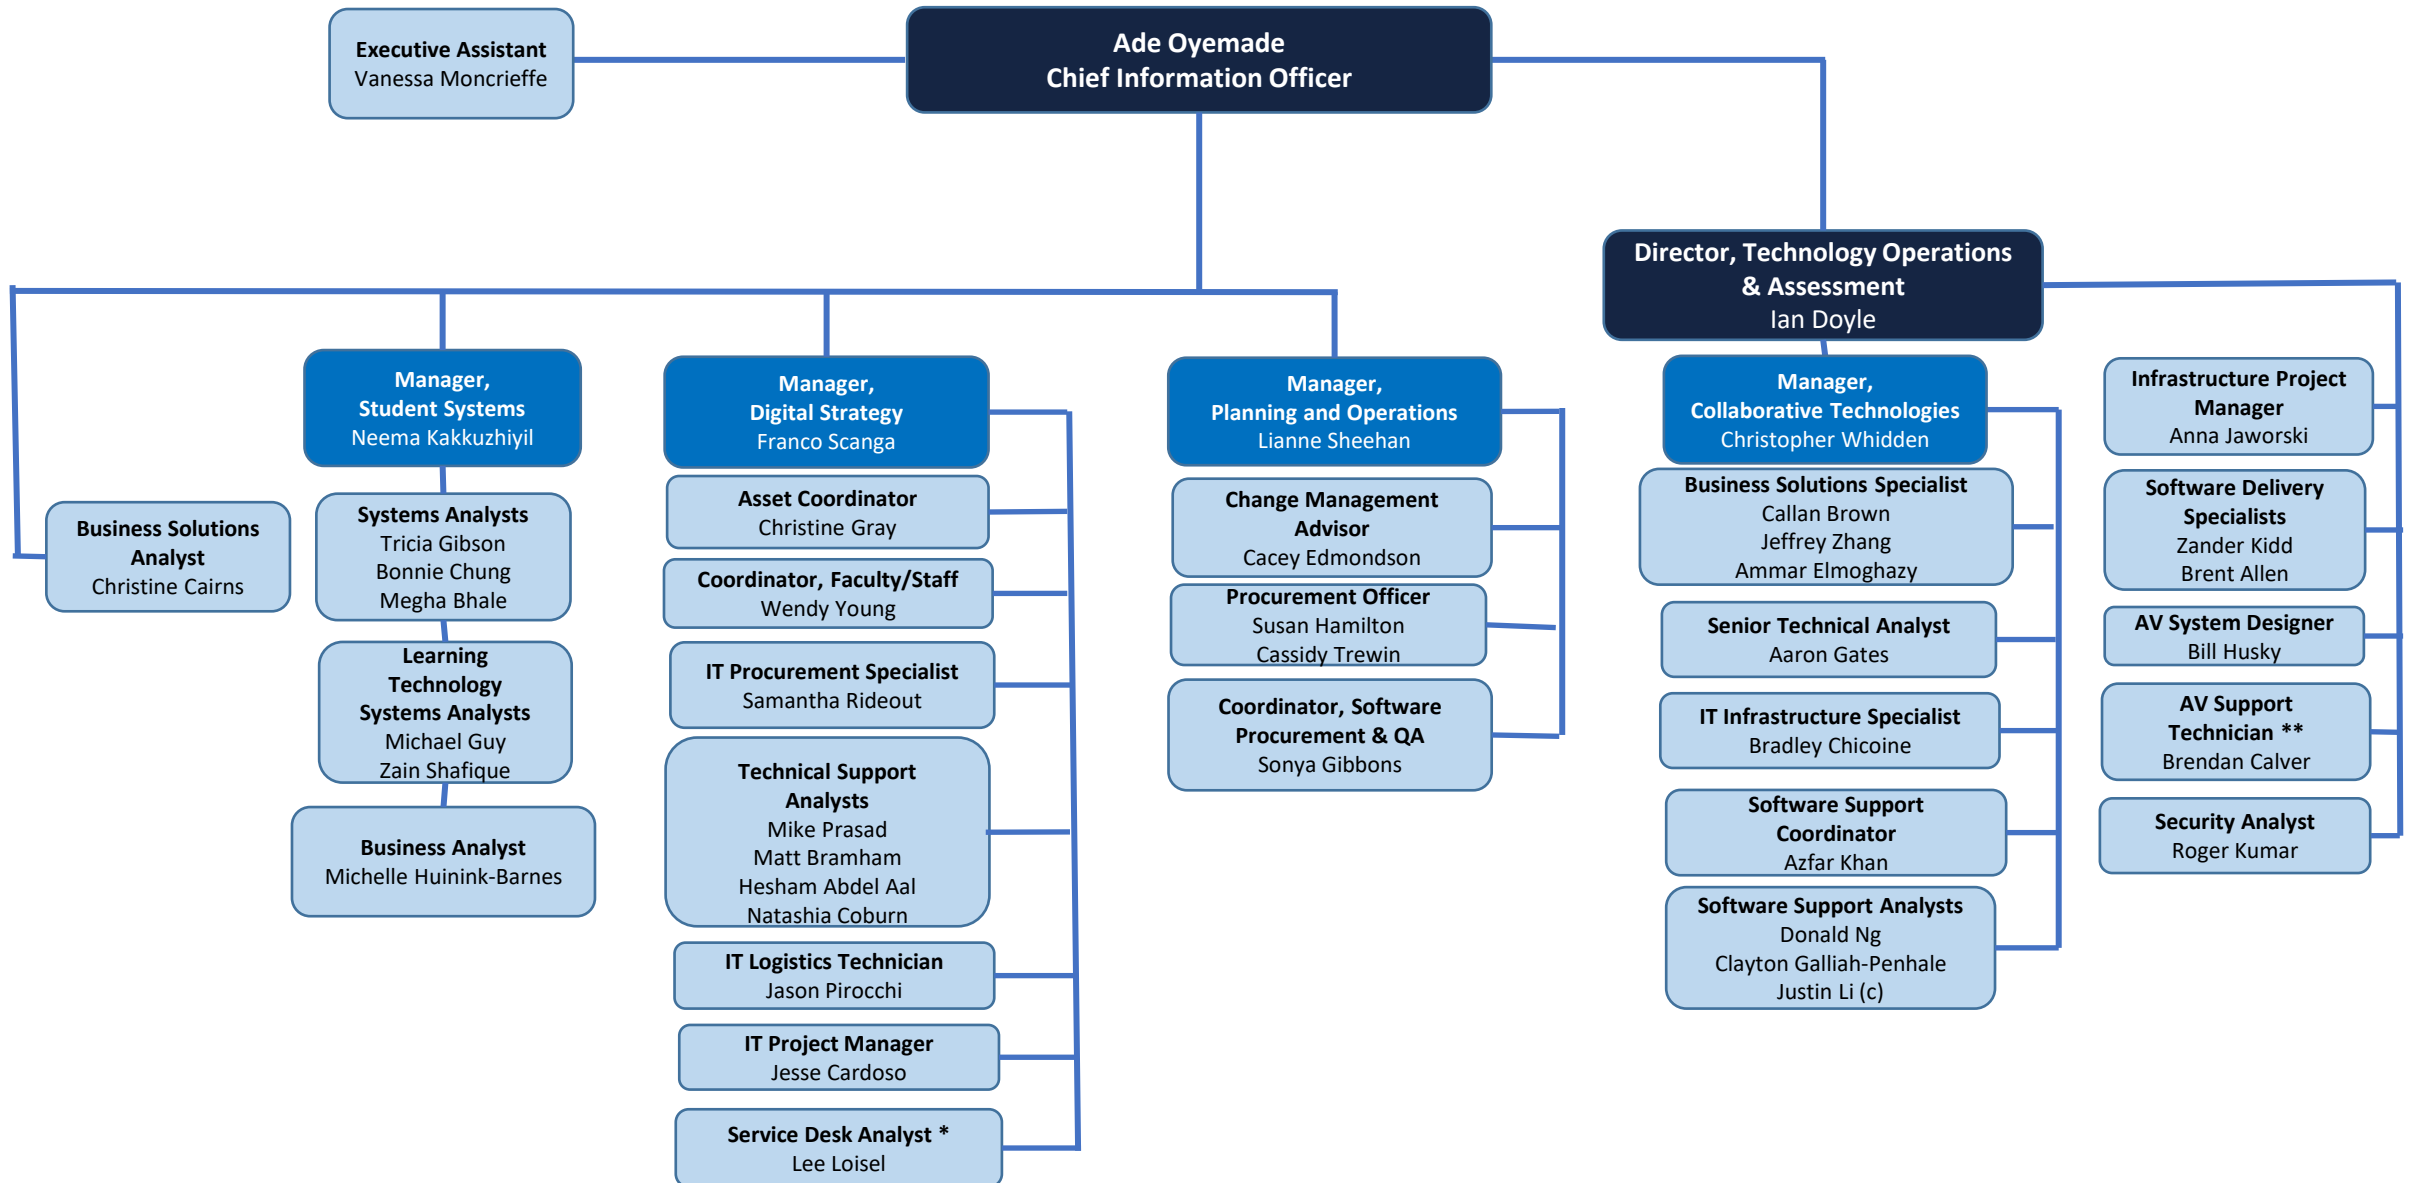 Executive Assistant
Vanessa Moncrieffe
Ade Oyemade
Chief Information Officer
Director, Technology Operations
& Assessment
Ian Doyle
Business Solutions
Analyst
Christine Cairns
Manager,
Student Systems
Neema Kakkuzhiyil
Systems Analysts
Tricia Gibson
Bonnie Chung
Megha Bhale
Learning
Technology
Systems Analysts
Michael Guy
Zain Shafique
Business Analyst
Michelle Huinink-Barnes
Manager,
Digital Strategy
Franco Scanga
Asset Coordinator
Christine Gray
Coordinator, Faculty/Staff
Wendy Young
IT Procurement Specialist
Samantha Rideout
Technical Support
Analysts
Mike Prasad
Matt Bramham
Hesham Abdel Aal
Natashia Coburn
IT Logistics Technician
Jason Pirocchi
IT Project Manager
Jesse Cardoso
Service Desk Analyst *
Lee Loisel
Manager,
Planning and Operations
Lianne Sheehan
Change Management
Advisor
Cacey Edmondson
Procurement Officer
Susan Hamilton
Cassidy Trewin
Coordinator, Software
Procurement & QA
Sonya Gibbons
Manager,
Collaborative Technologies
Christopher Whidden
Business Solutions Specialist
Callan Brown
Jeffrey Zhang
Ammar Elmoghazy
Senior Technical Analyst
Aaron Gates
IT Infrastructure Specialist
Bradley Chicoine
Software Support
Coordinator
Azfar Khan
Software Support Analysts
Donald Ng
Clayton Galliah-Penhale
Justin Li (c)
Infrastructure Project
Manager
Anna Jaworski
Software Delivery
Specialists
Zander Kidd
Brent Allen
AV System Designer
Bill Husky
AV Support
Technician **
Brendan Calver
Security Analyst
Roger Kumar